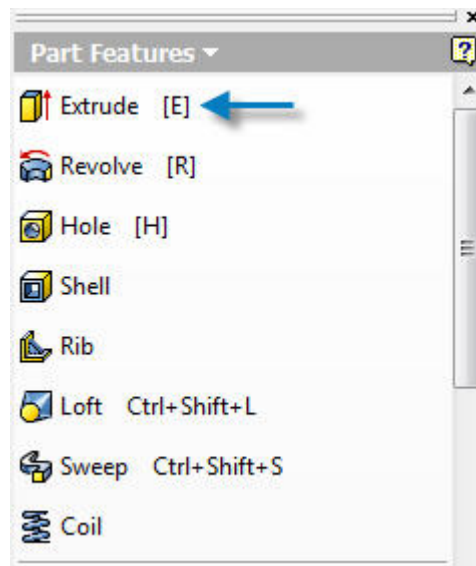 Part Features
Extrude [E]
Revolve [R]
Hole [H]
Shell
Rib
Loft Ctrl+Shift+L
Sweep Ctrl+Shift+S
Coil